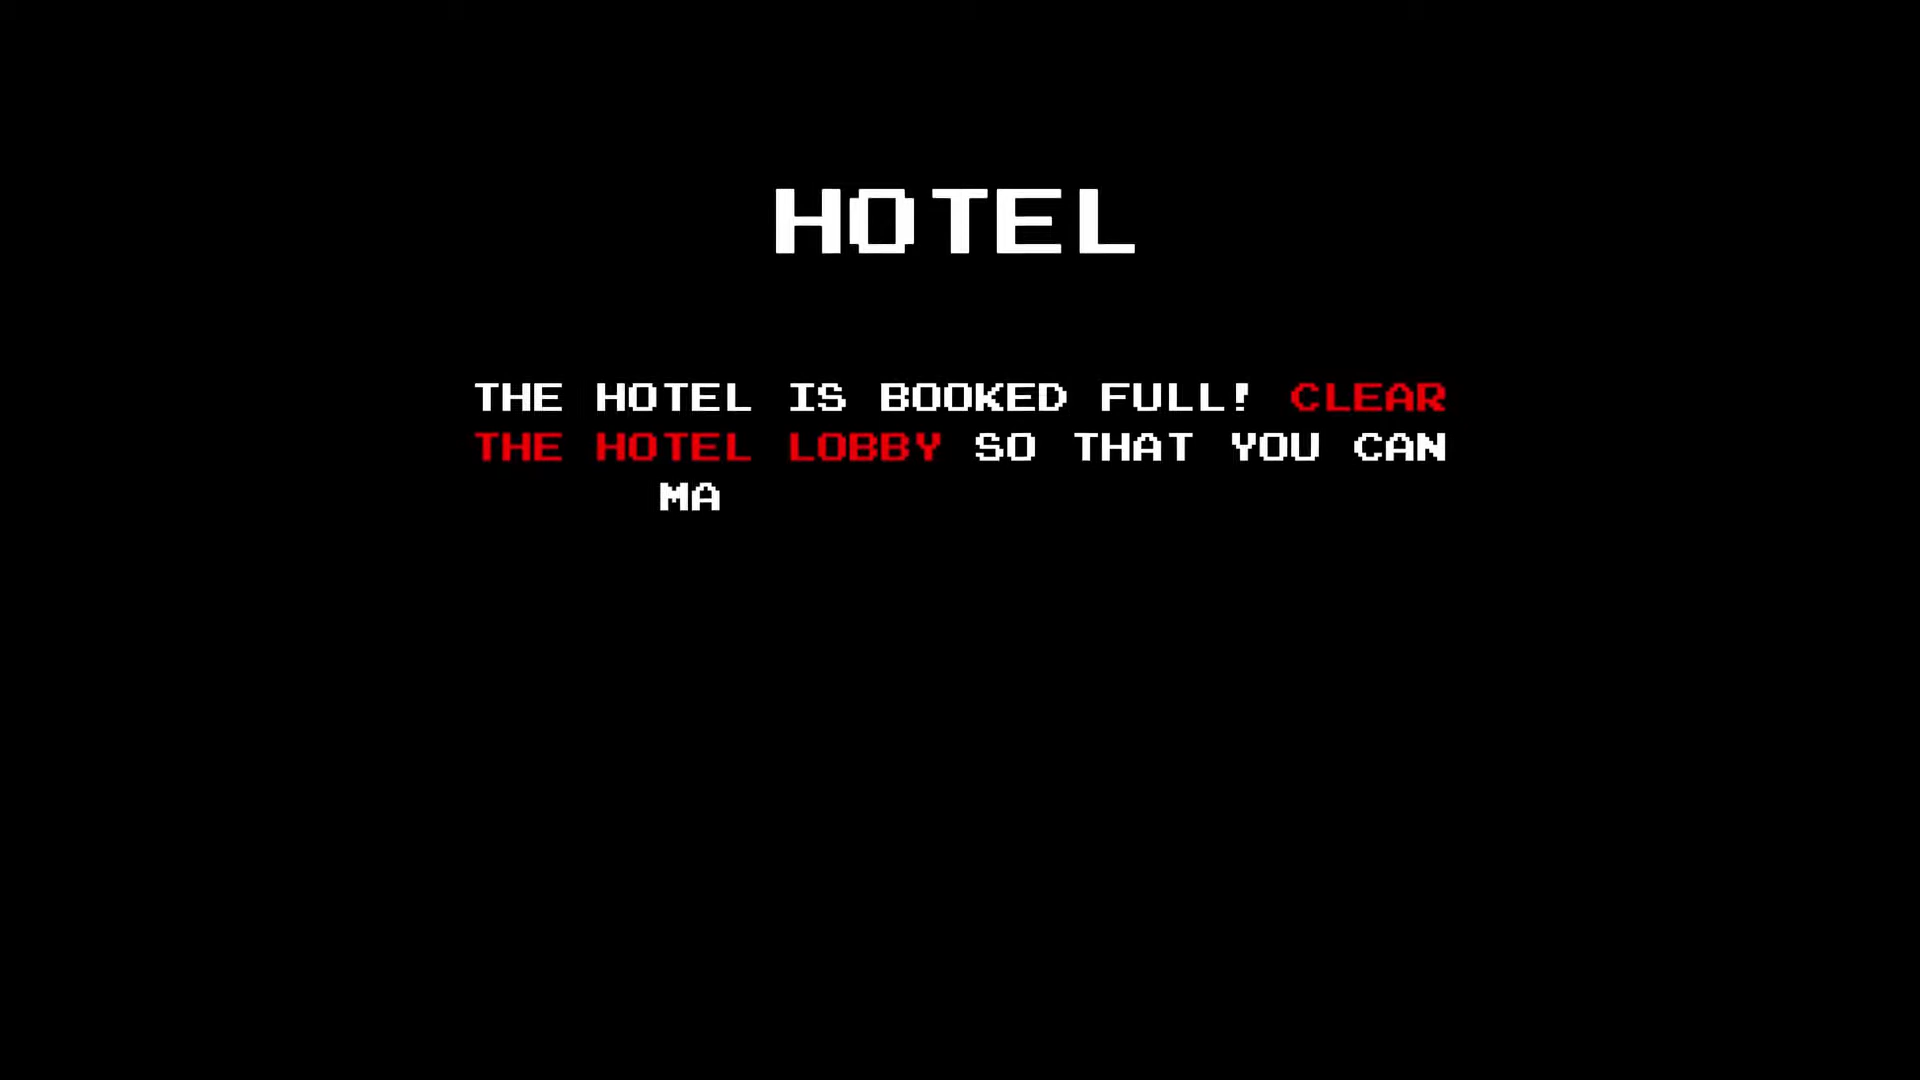 HOTEL
THE HOTEL IS BOOKED FULL! CLEAR
THE HOTEL LOBBY SO THAT YOU CAN
MA